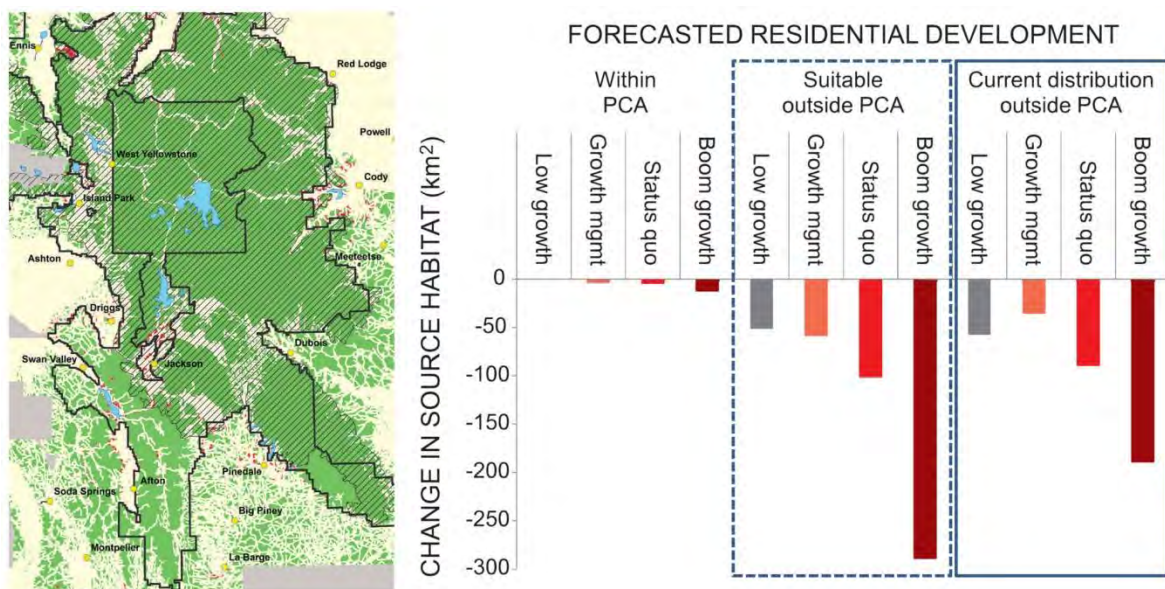 Ennis
Red Lodge
Powell
West Yellowstone
Cody
Island Park
Meeteetse
Ashton
Driggs
Dubois
Swan Valley
Jackson
Pinedale
Afton
Soda Springs
Big Piney
Montpelier
La Barge
FORECASTED RESIDENTIAL DEVELOPMENT
Within
PCA
Suitable
outside PCA
Current distribution
outside PCA
Low growth
Growth mgmt
Status quo
Boom growth
Low growth
Growth mgmt
Status quo
Boom growth
Low growth
Growth mgmt
Status quo
Boom growth
CHANGE IN SOURCE HABITAT (km²)
0
-50
-100
-150
-200
-250
-300